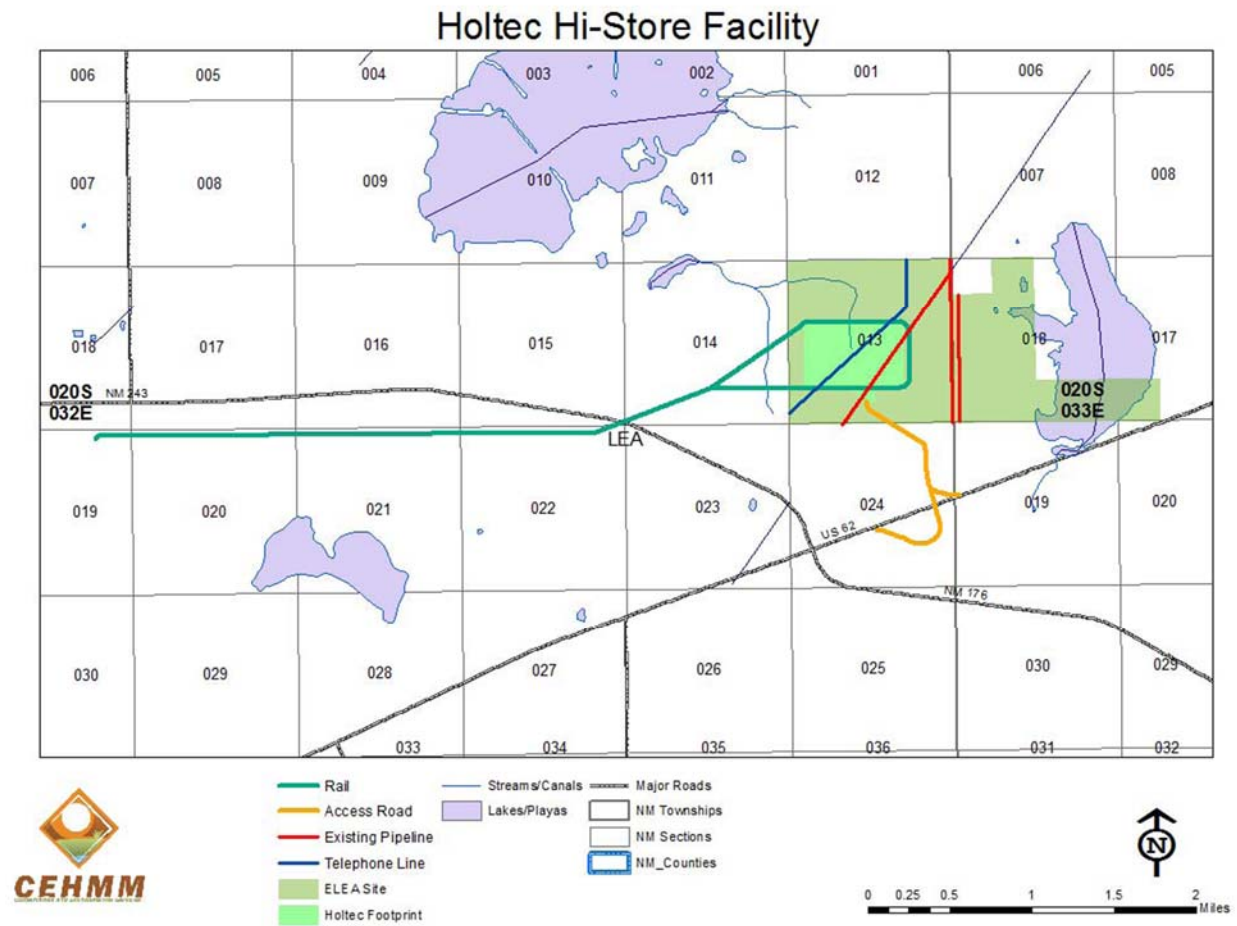 Holtec Hi-Store Facility
006 005 004 003 002 001 006 005
007 008 009 010 011 012 007 008
018 017 016 015 014 013 018 017
020S NM 243
032E
020S
033E
LEA
019 020 021 022 023 024 019 020
US 62
NM 176
030 029 028 027 026 025 030 029
033 034 035 036 031 032
Rail
Access Road
Existing Pipeline
Telephone Line
ELEA Site
Holtec Footprint
Streams/Canals
Lakes/Playas
Major Roads
NM Townships
NM Sections
NM_Counties
CEHMM
N
0 0.25 0.5 1 1.5 2
Miles